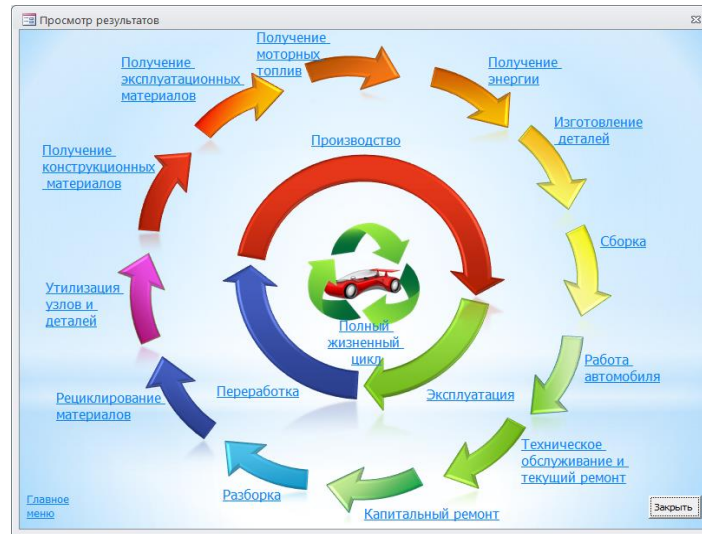 Просмотр результатов
Получение
моторных
топлив
Получение
эксплуатационных
материалов
Получение
энергии
Изготовление
деталей
Производство
Получение
конструкционных
материалов
Сборка
Утилизация
узлов и
деталей
Полный
жизненный
цикл
Работа
автомобиля
Рециклирование
материалов
Переработка
Эксплуатация
Техническое
обслуживание и
текущий ремонт
Разборка
Капитальный ремонт
Главное
меню
Закрыть